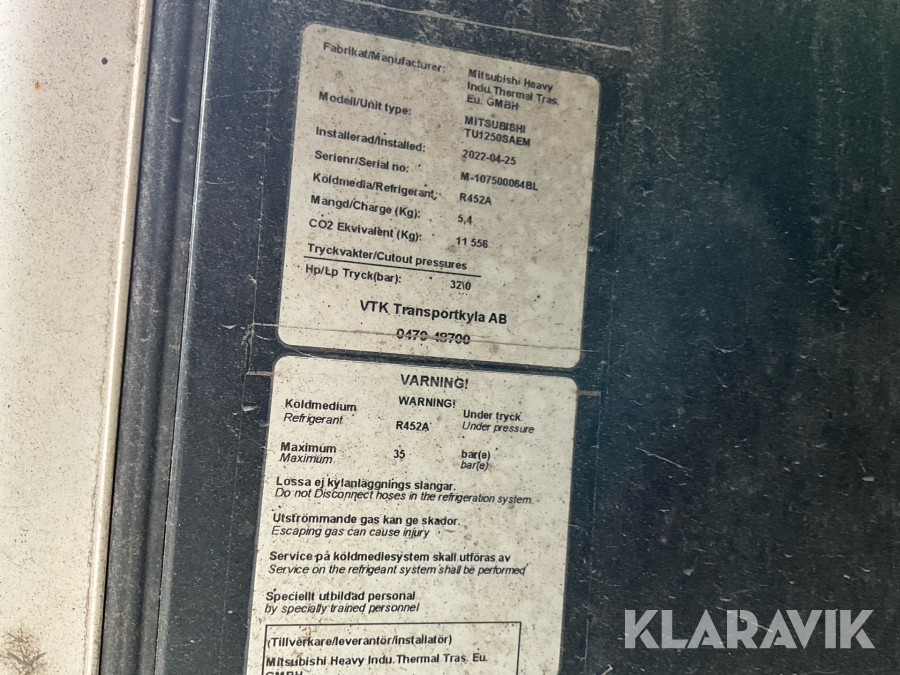 Fabrikat/Manufacturer: Mitsubishi Heavy
Indu.Thermal Tras.
Eu. GMBH
Modell/Unit type: MITSUBISHI
TU1250SAEM
Installerad/Installed: 2022-04-25
Serienr/Serial no: M-107500064BL
Köldmedia/Refrigerant: R452A
Mängd/Charge (Kg): 5,4
CO2 Ekvivalent (Kg): 11 556
Tryckvakter/Cutout pressures
Hp/Lp Tryck(bar): 32\0
VTK Transportkyla AB
0470-48700
VARNING!
WARNING!
Köldmedium R452A Under tryck
Refrigerant Under pressure
Maximum 35 bar(e)
Maximum bar(e)
Lossa ej kylanläggnings slangar.
Do not Disconnect hoses in the refrigeration system
Utströmmande gas kan ge skador.
Escaping gas can cause injury
Service på köldmediesystem skall utföras av
Service on the refrigeant system shall be performed
Speciellt utbildad personal
by specially trained personnel
(Tillverkare/leverantör/installatör)
Mitsubishi Heavy Indu.Thermal Tras. Eu.
GMBH
KLARAVIK